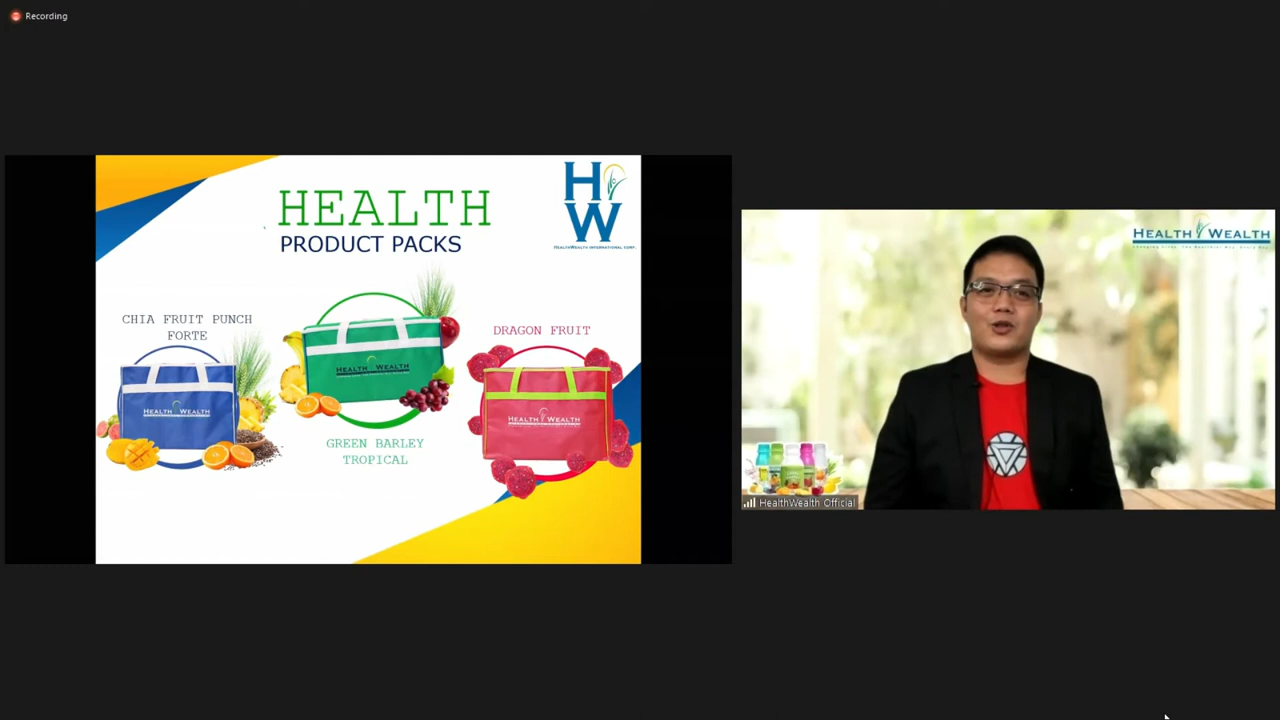 Recording
HEALTH
PRODUCT PACKS
H
W
HEALTHWEALTH INTERNATIONAL CORP.
CHIA FRUIT PUNCH
FORTE
HEALTH WEALTH
HEALTH WEALTH
GREEN BARLEY
TROPICAL
DRAGON FRUIT
HEALTH WEALTH
HEALTH WEALTH
HealthWealth Official